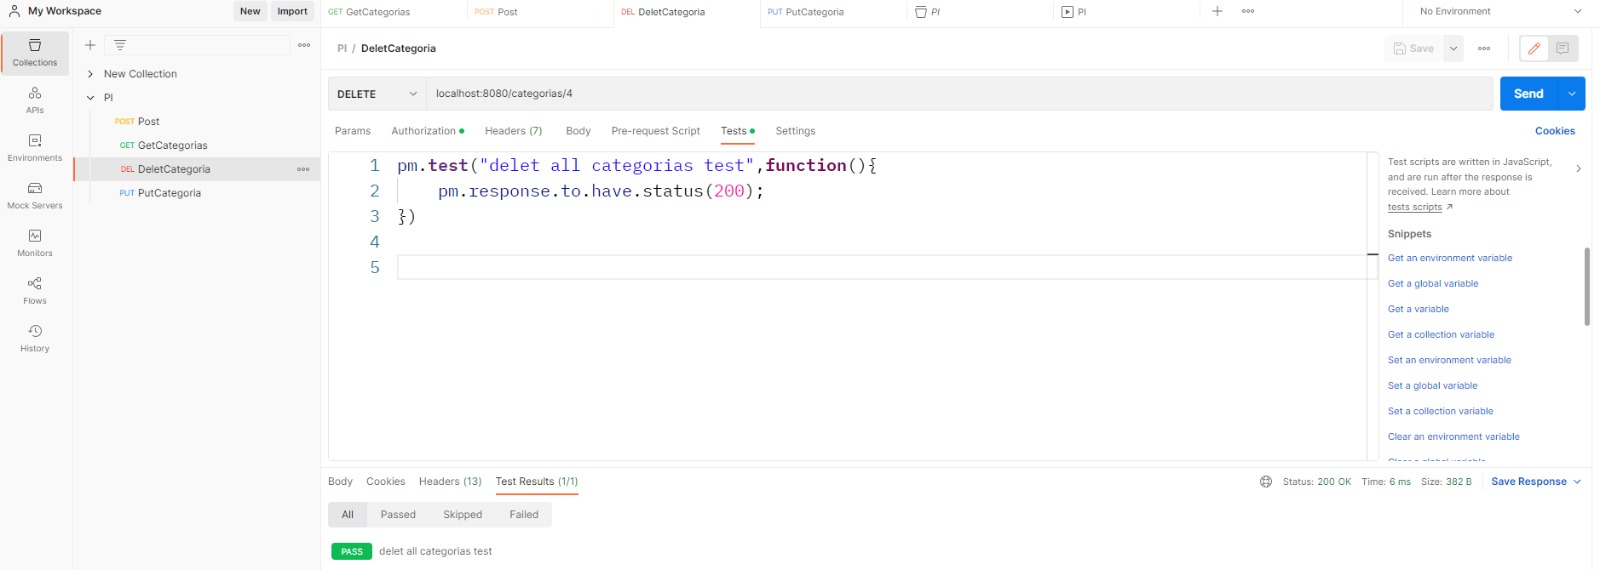 My Workspace
New
Import
GET GetCategorias
POST Post
DEL DeletCategoria
PUT PutCategoria
PI
PI
No Environment
Collections
APIs
Environments
Mock Servers
Monitors
Flows
History
New Collection
PI
POST Post
GET GetCategorias
DEL DeletCategoria
PUT PutCategoria
PI / DeletCategoria
Save
DELETE
localhost:8080/categorias/4
Send
Params
Authorization
Headers (7)
Body
Pre-request Script
Tests
Settings
Cookies
1 pm.test("delet all categorias test",function(){
2 pm.response.to.have.status(200);
3 })
4
5
Test scripts are written in JavaScript,
and are run after the response is
received. Learn more about
tests scripts
Snippets
Get an environment variable
Get a global variable
Get a variable
Get a collection variable
Set an environment variable
Set a global variable
Set a collection variable
Clear an environment variable
Body
Cookies
Headers (13)
Test Results (1/1)
Status: 200 OK
Time: 6 ms
Size: 382 B
Save Response
All
Passed
Skipped
Failed
PASS delet all categorias test